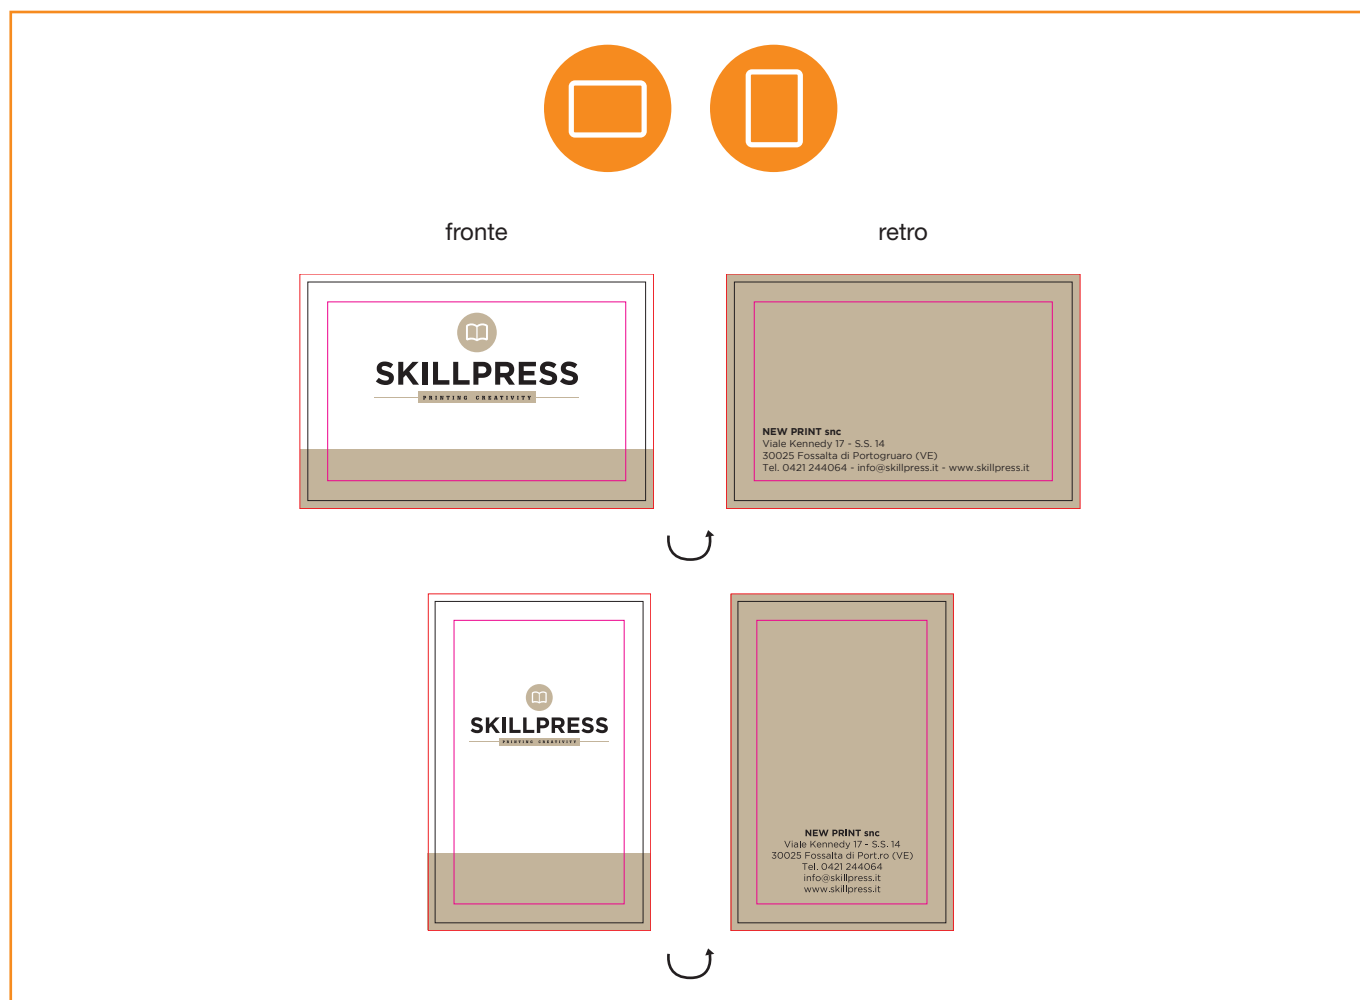 fronte
retro
SKILLPRESS
PRINTING CREATIVITY
NEW PRINT snc
Viale Kennedy 17 - S.S. 14
30025 Fossalta di Portogruaro (VE)
Tel. 0421 244064 - info@skillpress.it - www.skillpress.it
SKILLPRESS
PRINTING CREATIVITY
NEW PRINT snc
Viale Kennedy 17 - S.S. 14
30025 Fossalta di Port.ro (VE)
Tel. 0421 244064
info@skillpress.it
www.skillpress.it